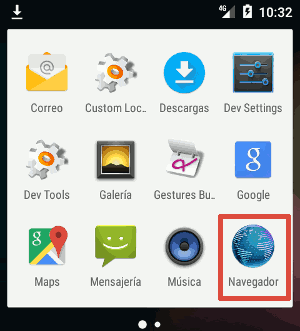 4G 10:32
Correo Custom Loc.. Descargas Dev Settings
Dev Tools Galería Gestures Bu.. Google
Maps Mensajería Música Navegador